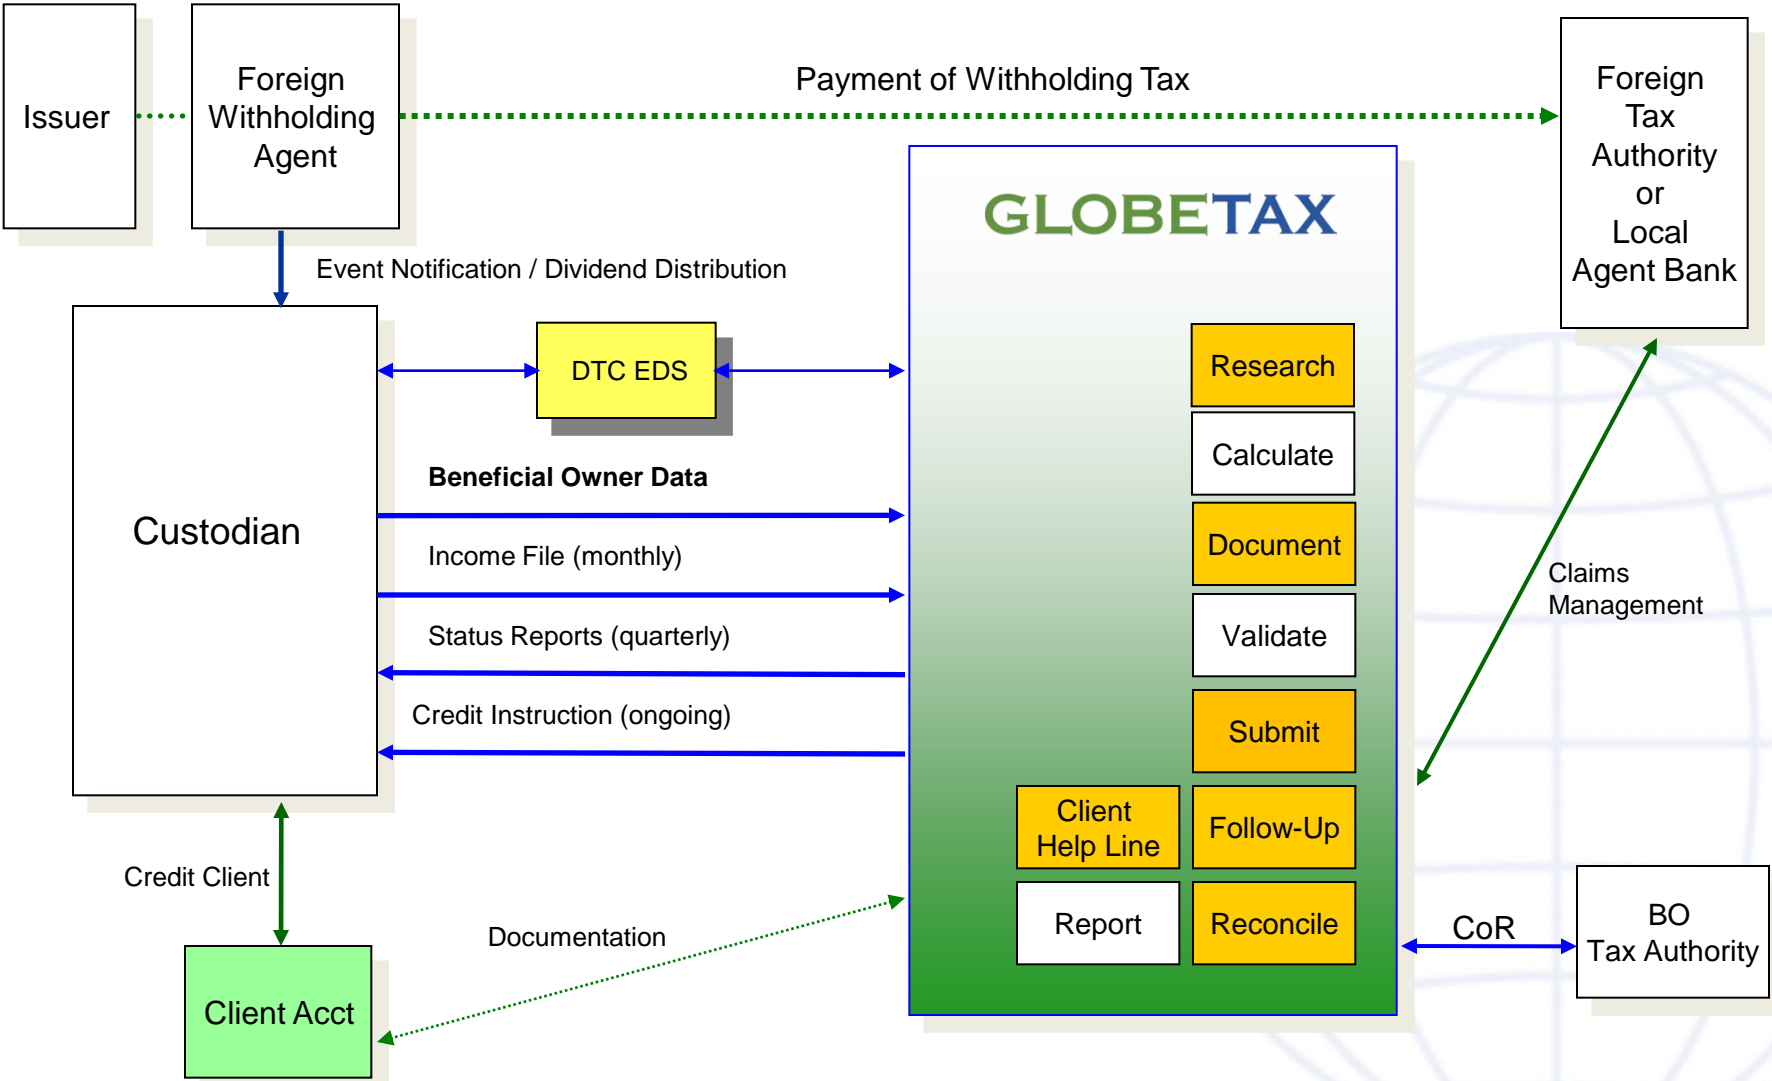 Issuer
Foreign
Withholding
Agent
Payment of Withholding Tax
Foreign
Tax
Authority
or
Local
Agent Bank
GLOBETAX
Event Notification / Dividend Distribution
DTC EDS
Research
Calculate
Beneficial Owner Data
Custodian
Document
Income File (monthly)
Claims
Management
Status Reports (quarterly)
Validate
Credit Instruction (ongoing)
Submit
Client
Help Line
Follow-Up
Credit Client
Report
Reconcile
Documentation
CoR
BO
Tax Authority
Client Acct